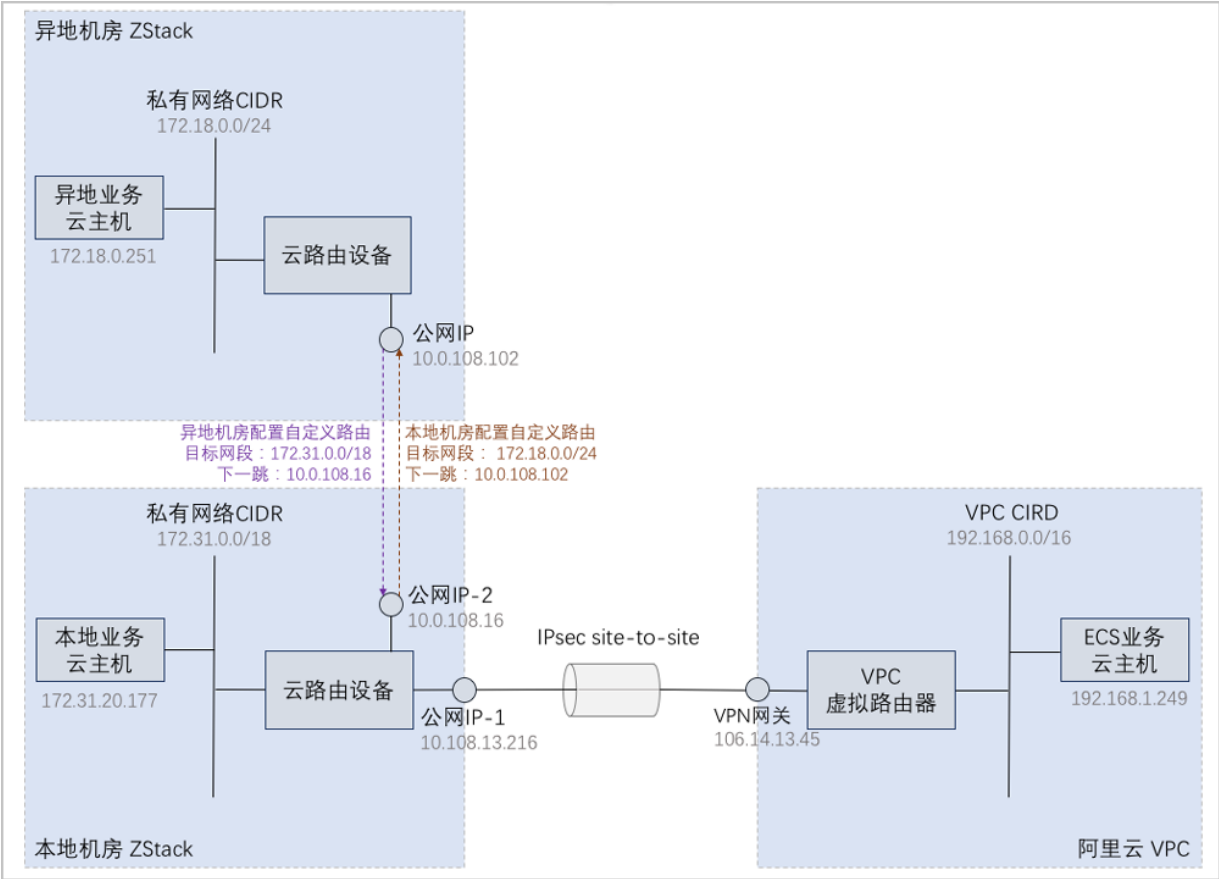 异地机房 ZStack
私有网络CIDR
172.18.0.0/24
异地业务
云主机
172.18.0.251
云路由设备
公网IP
10.0.108.102
异地机房配置自定义路由
目标网段：172.31.0.0/18
下一跳：10.0.108.16
本地机房配置自定义路由
目标网段： 172.18.0.0/24
下一跳：10.0.108.102
私有网络CIDR
172.31.0.0/18
本地业务
云主机
172.31.20.177
云路由设备
公网IP-2
10.0.108.16
公网IP-1
10.108.13.216
本地机房 ZStack
IPsec site-to-site
VPN网关
106.14.13.45
VPC
虚拟路由器
VPC CIRD
192.168.0.0/16
ECS业务
云主机
192.168.1.249
阿里云 VPC